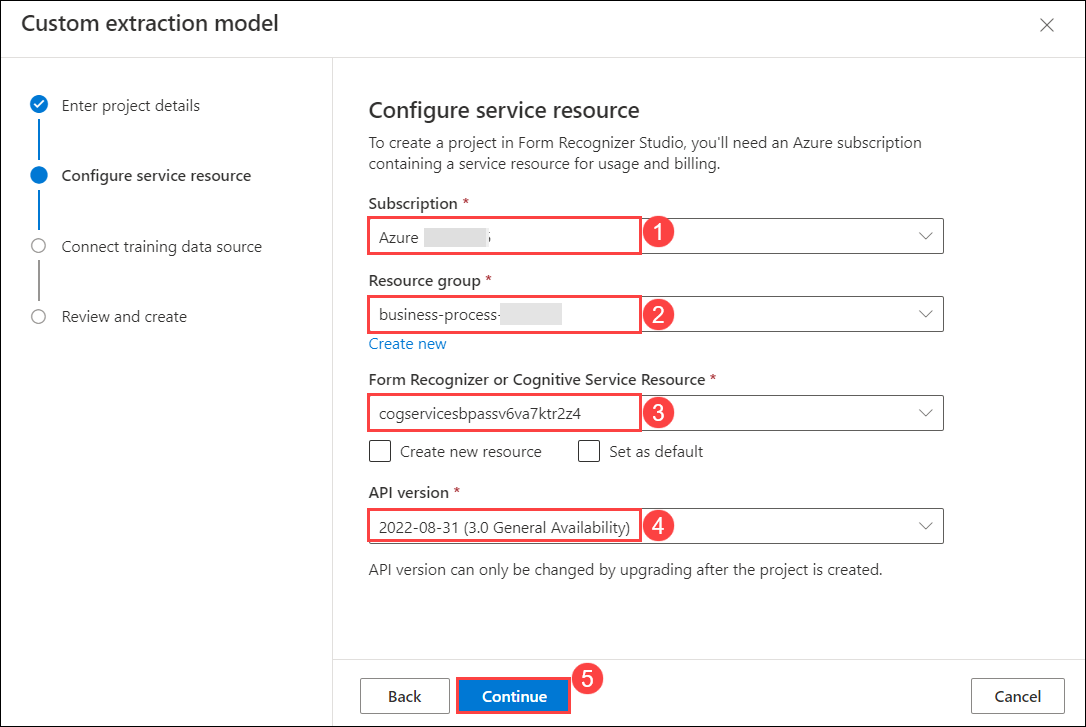 Custom extraction model
Enter project details
Configure service resource
Connect training data source
Review and create
Configure service resource
To create a project in Form Recognizer Studio, you'll need an Azure subscription
containing a service resource for usage and billing.
Subscription *
Azure
1
Resource group *
business-process-
2
Create new
Form Recognizer or Cognitive Service Resource *
cogservicesbpassv6va7ktr2z4
3
Create new resource
Set as default
API version *
2022-08-31 (3.0 General Availability)
4
API version can only be changed by upgrading after the project is created.
5
Back
Continue
Cancel